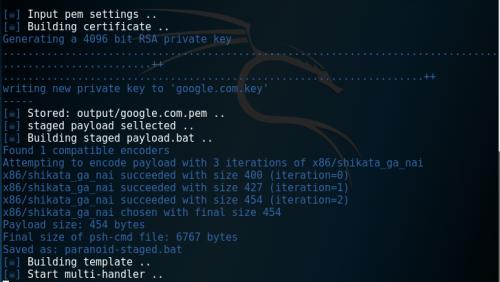 [☠] Input pem settings ..
[☠] Building certificate ..
Generating a 4096 bit RSA private key
................................................................................
........................++
....................................................................++
writing new private key to 'google.com.key'
-----
[☠] Stored: output/google.com.pem ..
[☠] staged payload sellected ..
[☠] Building staged payload.bat ..
Found 1 compatible encoders
Attempting to encode payload with 3 iterations of x86/shikata_ga_nai
x86/shikata_ga_nai succeeded with size 400 (iteration=0)
x86/shikata_ga_nai succeeded with size 427 (iteration=1)
x86/shikata_ga_nai succeeded with size 454 (iteration=2)
x86/shikata_ga_nai chosen with final size 454
Payload size: 454 bytes
Final size of psh-cmd file: 6767 bytes
Saved as: paranoid-staged.bat
[☠] Building template ..
[☠] Start multi-handler ..